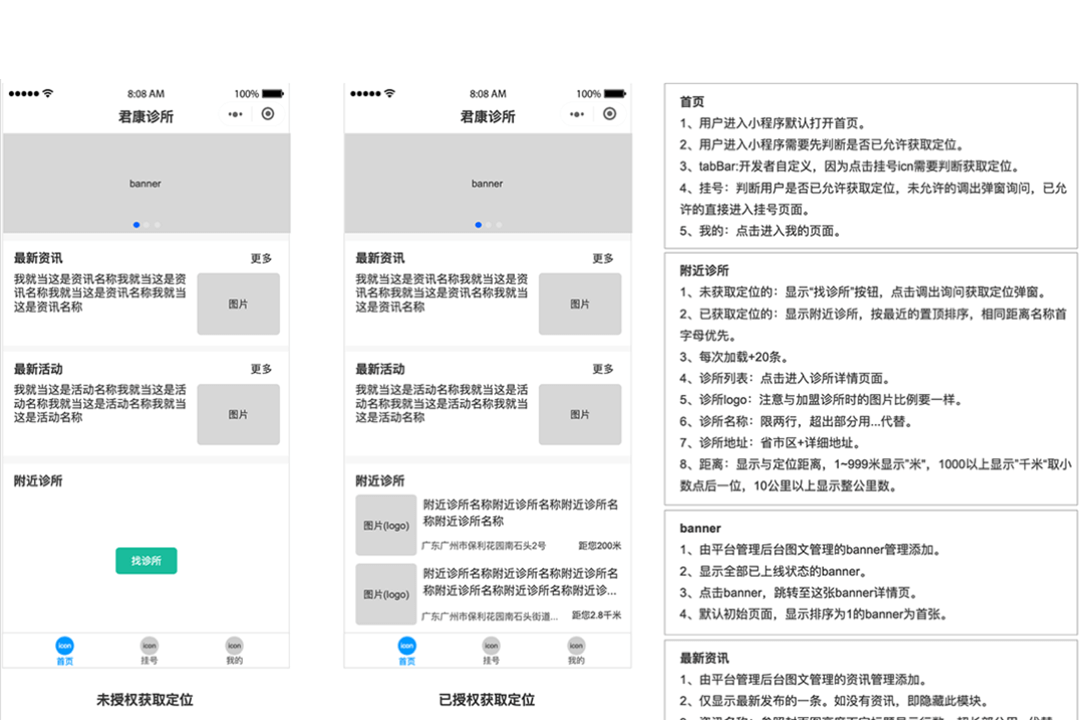 8:08 AM
100%
君康诊所
banner
最新资讯
更多
我就当这是资讯名称我就当这是资
讯名称我就当这是资讯名称我就当
这是资讯名称
图片
最新活动
更多
我就当这是活动名称我就当这是活
动名称我就当这是活动名称我就当
这是活动名称
图片
附近诊所
找诊所
icon
首页
icon
挂号
icon
我的
未授权获取定位
8:08 AM
100%
君康诊所
banner
最新资讯
更多
我就当这是资讯名称我就当这是资
讯名称我就当这是资讯名称我就当
这是资讯名称
图片
最新活动
更多
我就当这是活动名称我就当这是活
动名称我就当这是活动名称我就当
这是活动名称
图片
附近诊所
图片(logo)
附近诊所名称附近诊所名称附近诊所名
称附近诊所名称
广东广州市保利花园南石头2号
距您200米
图片(logo)
附近诊所名称附近诊所名称附近诊所名
称附近诊所名称附近诊所名称附近诊...
广东广州市保利花园南石头街道...
距您2.8千米
icon
首页
icon
挂号
icon
我的
已授权获取定位
首页
1、用户进入小程序默认打开首页。
2、用户进入小程序需要先判断是否已允许获取定位。
3、tabBar:开发者自定义，因为点击挂号icn需要判断获取定位。
4、挂号：判断用户是否已允许获取定位，未允许的调出弹窗询问，已允
许的直接进入挂号页面。
5、我的：点击进入我的页面。
附近诊所
1、未获取定位的：显示“找诊所”按钮，点击调出询问获取定位弹窗。
2、已获取定位的：显示附近诊所，按最近的置顶排序，相同距离名称首
字母优先。
3、每次加载+20条。
4、诊所列表：点击进入诊所详情页面。
5、诊所logo：注意与加盟诊所时的图片比例要一样。
6、诊所名称：限两行，超出部分用...代替。
7、诊所地址：省市区+详细地址。
8、距离：显示与定位距离，1~999米显示"米"，1000以上显示"千米"取小
数点后一位，10公里以上显示整公里数。
banner
1、由平台管理后台图文管理的banner管理添加。
2、显示全部已上线状态的banner。
3、点击banner，跳转至这张banner详情页。
4、默认初始页面，显示排序为1的banner为首张。
最新资讯
1、由平台管理后台图文管理的资讯管理添加。
2、仅显示最新发布的一条。如没有资讯，即隐藏此模块。